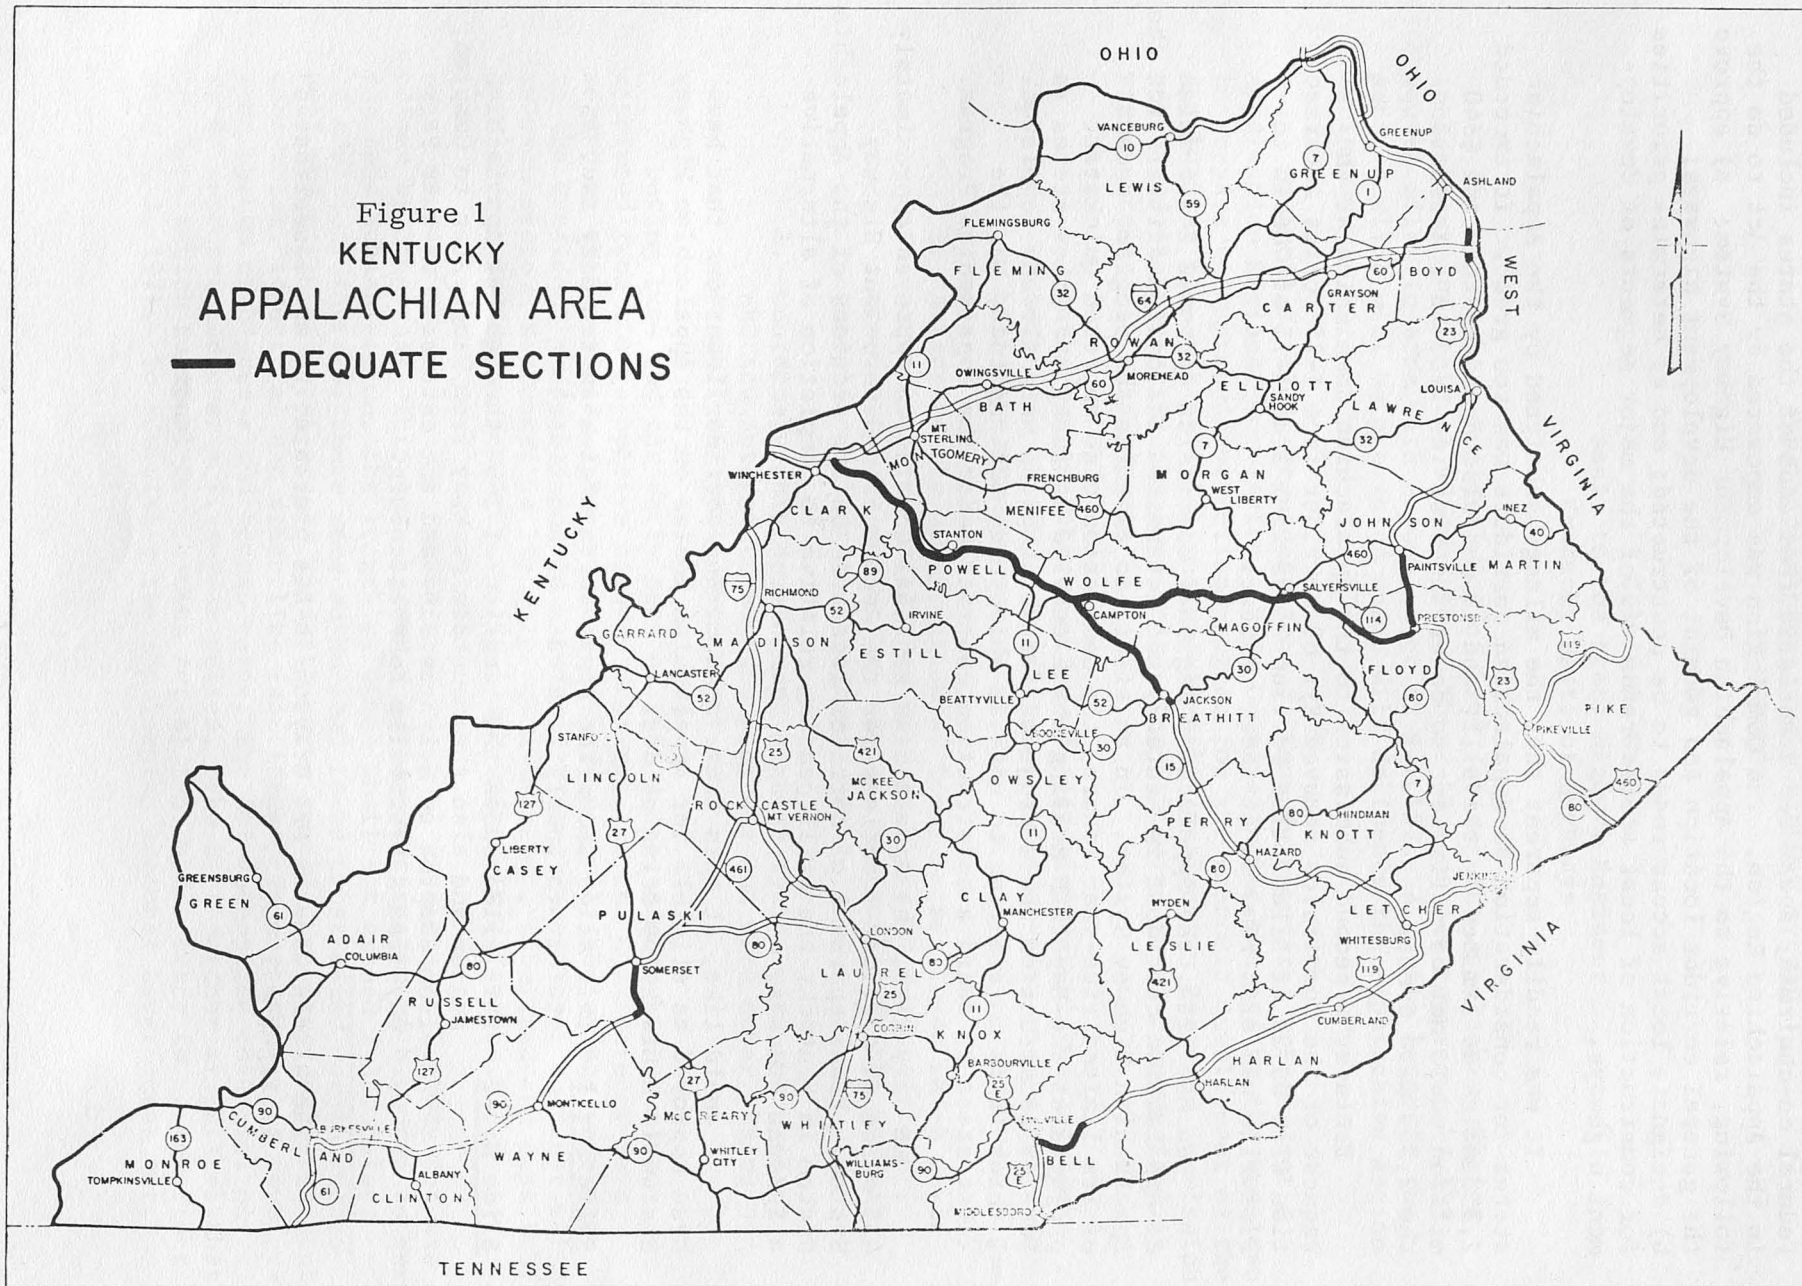 Figure 1
KENTUCKY
APPALACHIAN AREA
ADEQUATE SECTIONS
OHIO
OHIO
VANCEBURG
10
LEWIS
59
7
GREENUP
1
GREENUP
ASHLAND
FLEMINGSBURG
FLEMING
32
64
60
BOYD
GRAYSON
CARTER
WEST
VIRGINIA
N
23
11
OWINGSVILLE
ROWAN
32
60
MOREHEAD
BATH
ELLIOTT
SANDY
HOOK
LAWRENCE
LOUISA
32
7
MT.
STERLING
MONTGOMERY
WINCHESTER
FRENCHBURG
MENIFEE
460
MORGAN
WEST
LIBERTY
CLARK
STANTON
POWELL
WOLFE
JOHNSON
460
INEZ
40
PAINTSVILLE
MARTIN
SALYERSVILLE
114
MAGOFFIN
CAMPTON
KENTUCKY
75
RICHMOND
52
89
IRVINE
GARRARD
MADISON
ESTILL
11
LEE
30
FLOYD
80
119
23
PIKE
PIKEVILLE
LANCASTER
52
BEATTYVILLE
52
JACKSON
BREATHITT
BOONEVILLE
30
15
LINCOLN
25
421
MC KEE
JACKSON
OWSLEY
7
460
80
127
27
ROCKCASTLE
MT. VERNON
30
11
PERRY
80
HINDMAN
KNOTT
LIBERTY
CASEY
461
HAZARD
80
GREENSBURG
GREEN
61
PULASKI
CLAY
MANCHESTER
HYDEN
LESLIE
JENKINS
LETCHER
WHITESBURG
119
VIRGINIA
ADAIR
COLUMBIA
80
80
LONDON
80
SOMERSET
LAUREL
25
421
CUMBERLAND
RUSSELL
JAMESTOWN
11
CORBIN
KNOX
127
27
BARBOURVILLE
25
E
HARLAN
HARLAN
90
90
MONTICELLO
McCREARY
90
75
WHITLEY
BURKESVILLE
CUMBERLAND
163
MONROE
TOMPKINSVILLE
WAYNE
90
WHITLEY
CITY
WILLIAMS-
BURG
90
BELL
25
E
ALBANY
CLINTON
61
MIDDLESBORO
TENNESSEE